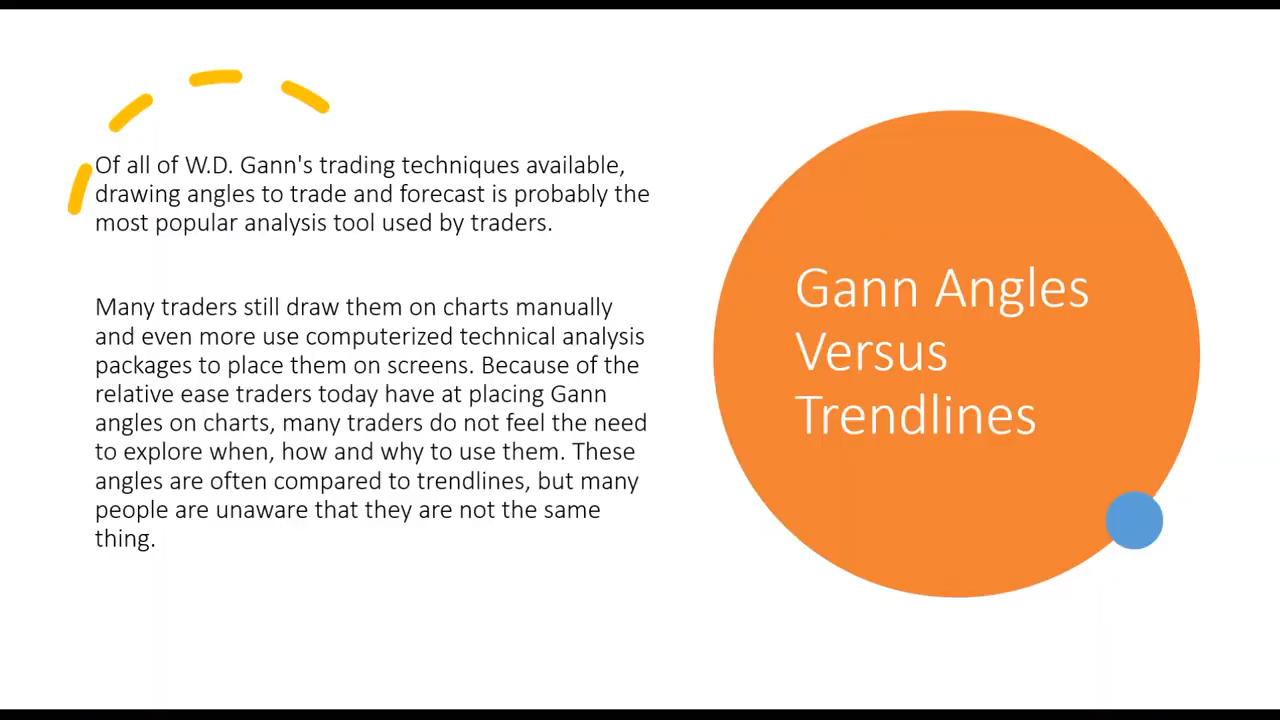 Of all of W.D. Gann's trading techniques available,
drawing angles to trade and forecast is probably the
most popular analysis tool used by traders.
Many traders still draw them on charts manually
and even more use computerized technical analysis
packages to place them on screens. Because of the
relative ease traders today have at placing Gann
angles on charts, many traders do not feel the need
to explore when, how and why to use them. These
angles are often compared to trendlines, but many
people are unaware that they are not the same
thing.
Gann Angles
Versus
Trendlines